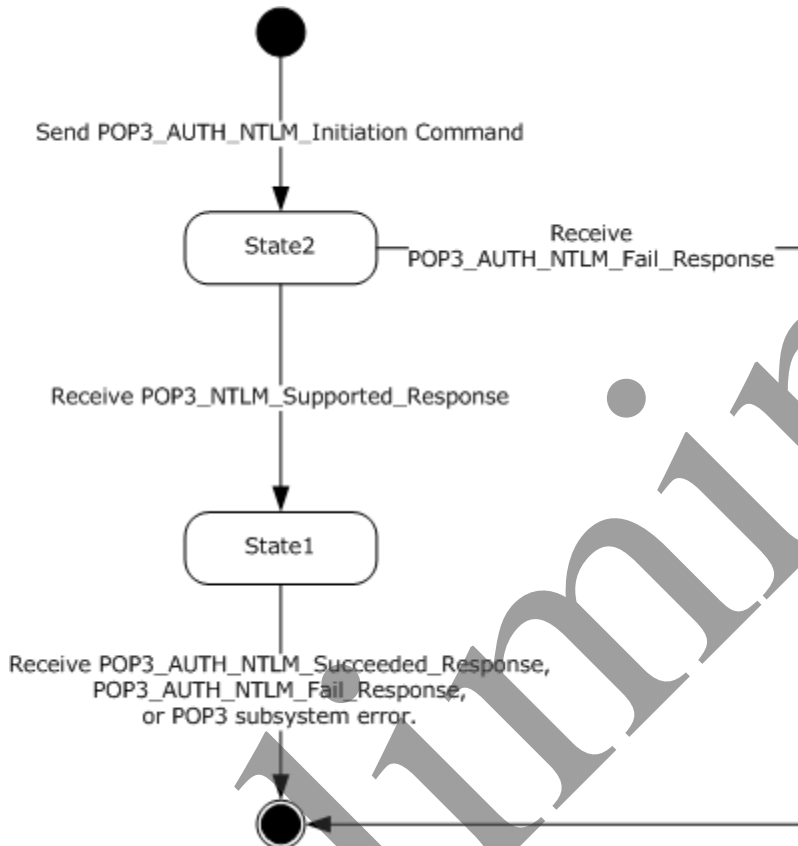 Send POP3_AUTH_NTLM_Initiation Command
State2
Receive
POP3_AUTH_NTLM_Fail_Response
Receive POP3_NTLM_Supported_Response
State1
Receive POP3_AUTH_NTLM_Succeeded_Response,
POP3_AUTH_NTLM_Fail_Response,
or POP3 subsystem error.